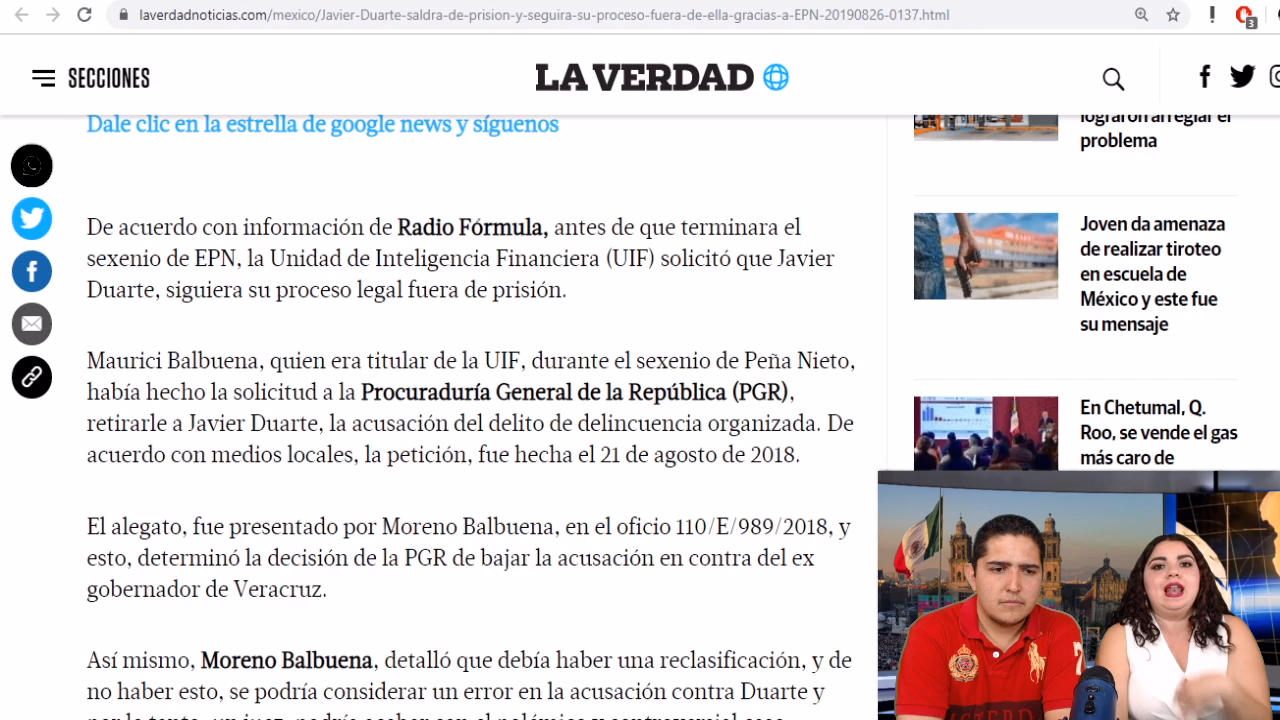 laverdadnoticias.com/mexico/Javier-Duarte-saldra-de-prision-y-seguira-su-proceso-fuera-de-ella-gracias-a-EPN-20190826-0137.html
3
SECCIONES
LA VERDAD
Dale clic en la estrella de google news y síguenos
De acuerdo con información de Radio Fórmula, antes de que terminara el
sexenio de EPN, la Unidad de Inteligencia Financiera (UIF) solicitó que Javier
Duarte, siguiera su proceso legal fuera de prisión.
Maurici Balbuena, quien era titular de la UIF, durante el sexenio de Peña Nieto,
había hecho la solicitud a la Procuraduría General de la República (PGR),
retirarle a Javier Duarte, la acusación del delito de delincuencia organizada. De
acuerdo con medios locales, la petición, fue hecha el 21 de agosto de 2018.
El alegato, fue presentado por Moreno Balbuena, en el oficio 110/E/989/2018, y
esto, determinó la decisión de la PGR de bajar la acusación en contra del ex
gobernador de Veracruz.
Así mismo, Moreno Balbuena, detalló que debía haber una reclasificación, y de
no haber esto, se podría considerar un error en la acusación contra Duarte y
lograron arreglar el
problema
Joven da amenaza
de realizar tiroteo
en escuela de
México y este fue
su mensaje
En Chetumal, Q.
Roo, se vende el gas
más caro de
7